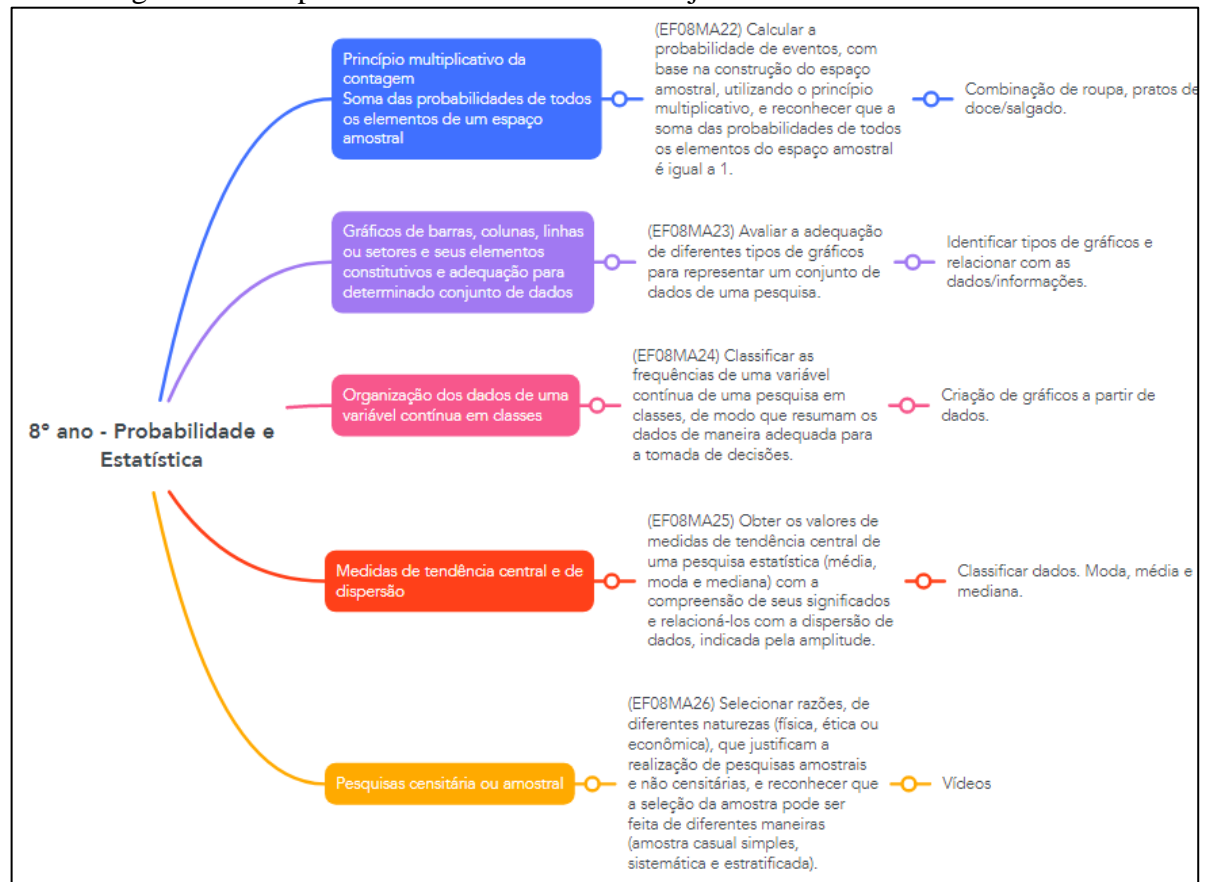 8º ano - Probabilidade e
Estatística
Princípio multiplicativo da
contagem
Soma das probabilidades de todos
os elementos de um espaço
amostral
(EF08MA22) Calcular a
probabilidade de eventos, com
base na construção do espaço
amostral, utilizando o princípio
multiplicativo, e reconhecer que a
soma das probabilidades de todos
os elementos do espaço amostral
é igual a 1.
Combinação de roupa, pratos de
doce/salgado.
Gráficos de barras, colunas, linhas
ou setores e seus elementos
constitutivos e adequação para
determinado conjunto de dados
(EF08MA23) Avaliar a adequação
de diferentes tipos de gráficos
para representar um conjunto de
dados de uma pesquisa.
Identificar tipos de gráficos e
relacionar com as
dados/informações.
Organização dos dados de uma
variável contínua em classes
(EF08MA24) Classificar as
frequências de uma variável
contínua de uma pesquisa em
classes, de modo que resumam os
dados de maneira adequada para
a tomada de decisões.
Criação de gráficos a partir de
dados.
Medidas de tendência central e de
dispersão
(EF08MA25) Obter os valores de
medidas de tendência central de
uma pesquisa estatística (média,
moda e mediana) com a
compreensão de seus significados
e relacioná-los com a dispersão de
dados, indicada pela amplitude.
Classificar dados. Moda, média e
mediana.
Pesquisas censitária ou amostral
(EF08MA26) Selecionar razões, de
diferentes naturezas (física, ética ou
econômica), que justificam a
realização de pesquisas amostrais
e não censitárias, e reconhecer que
a seleção da amostra pode ser
feita de diferentes maneiras
(amostra casual simples,
sistemática e estratificada).
Vídeos